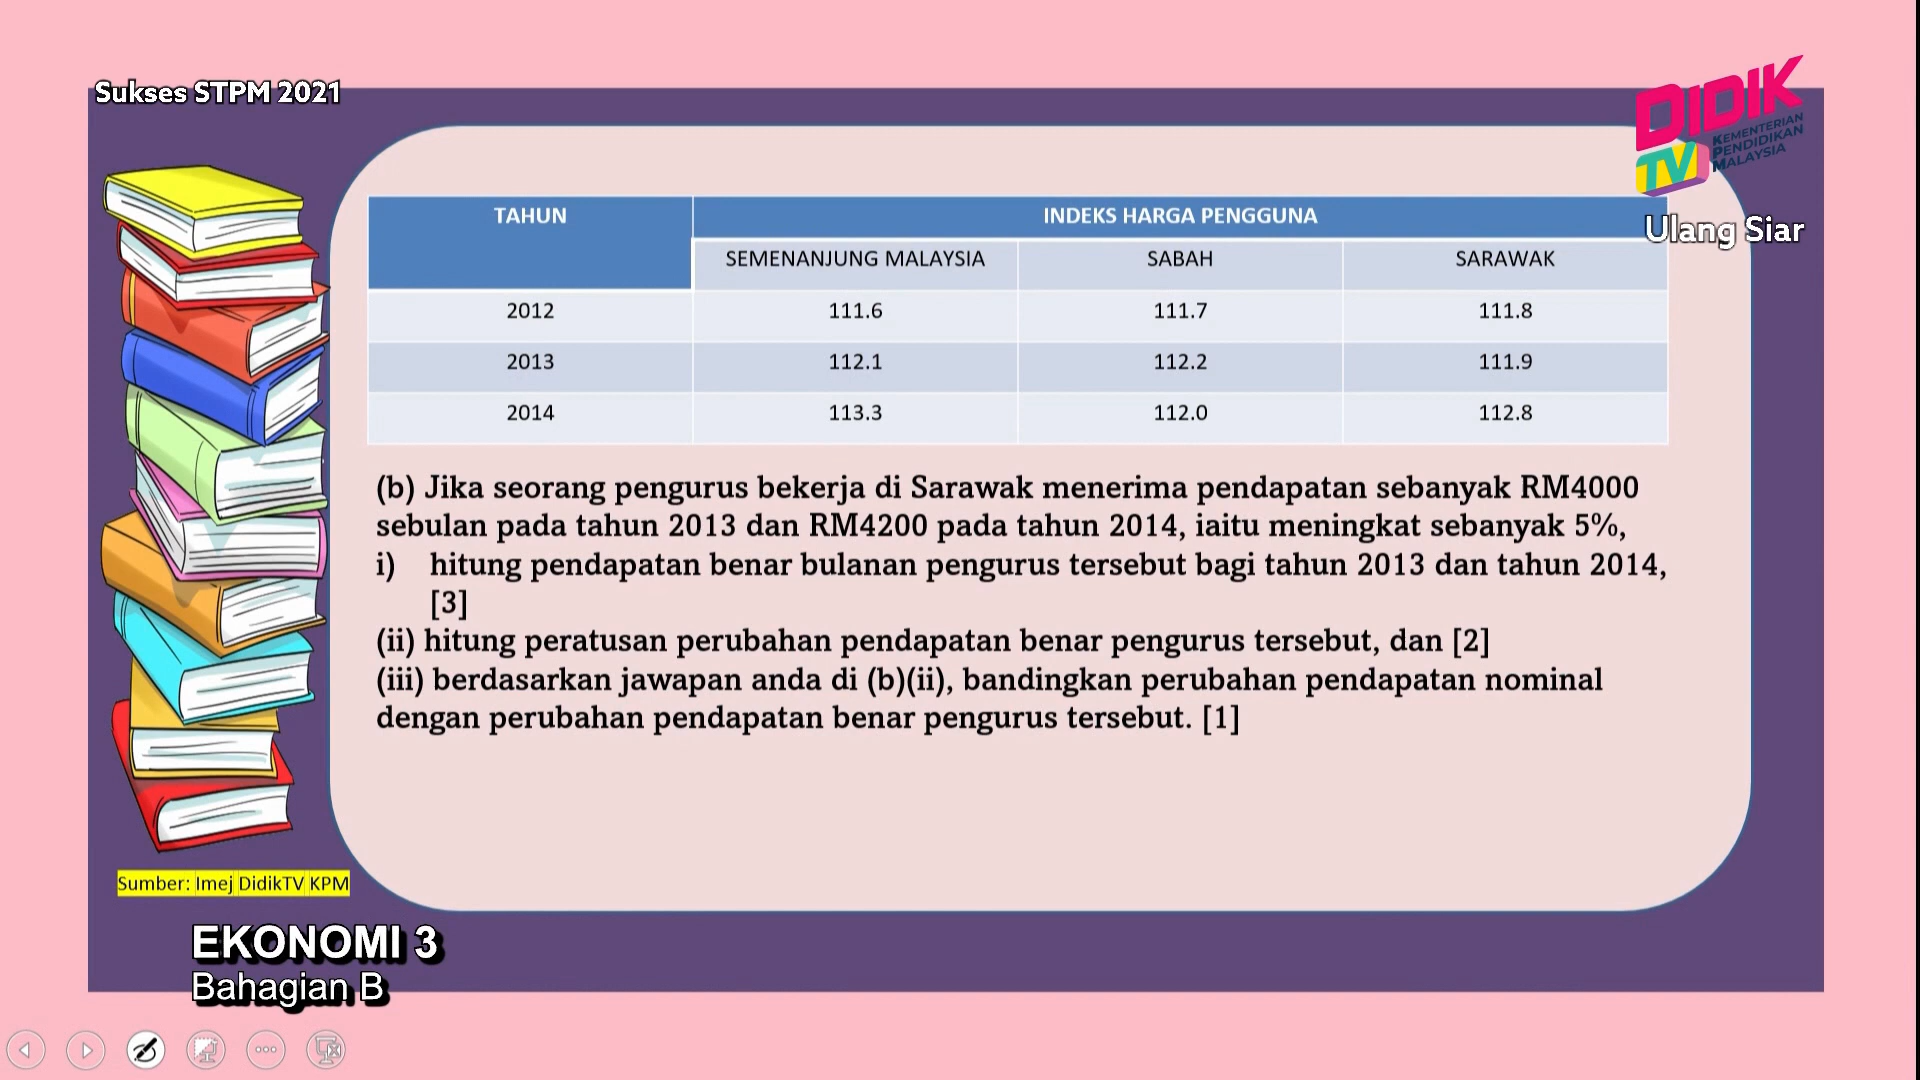 Sukses STPM 2021
DIDIK
TV
KEMENTERIAN
PENDIDIKAN
MALAYSIA
Ulang Siar
TAHUN INDEKS HARGA PENGGUNA
SEMENANJUNG MALAYSIA SABAH SARAWAK
2012 111.6 111.7 111.8
2013 112.1 112.2 111.9
2014 113.3 112.0 112.8
(b) Jika seorang pengurus bekerja di Sarawak menerima pendapatan sebanyak RM4000
sebulan pada tahun 2013 dan RM4200 pada tahun 2014, iaitu meningkat sebanyak 5%,
i) hitung pendapatan benar bulanan pengurus tersebut bagi tahun 2013 dan tahun 2014,
[3]
(ii) hitung peratusan perubahan pendapatan benar pengurus tersebut, dan [2]
(iii) berdasarkan jawapan anda di (b)(ii), bandingkan perubahan pendapatan nominal
dengan perubahan pendapatan benar pengurus tersebut. [1]
Sumber: Imej DidikTV KPM
EKONOMI 3
Bahagian B